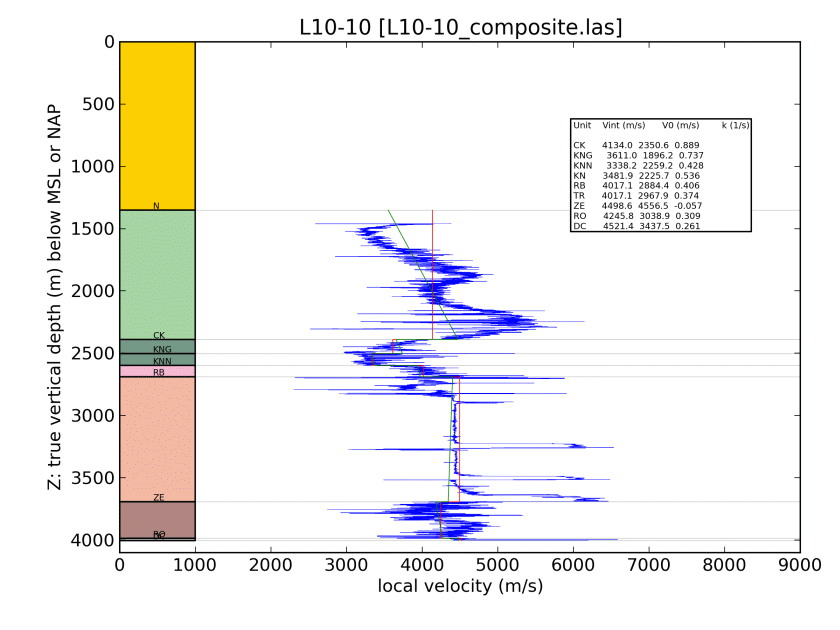 L10-10 [L10-10_composite.las]
Z: true vertical depth (m) below MSL or NAP
0
500
1000
1500
2000
2500
3000
3500
4000
N
CK
KNG
KNN
RB
ZE
RO
Unit Vint (m/s) V0 (m/s) k (1/s)
CK 4134.0 2350.6 0.889
KNG 3611.0 1896.2 0.737
KNN 3338.2 2259.2 0.428
KN 3481.9 2225.7 0.536
RB 4017.1 2884.4 0.406
TR 4017.1 2967.9 0.374
ZE 4498.6 4556.5 -0.057
RO 4245.8 3038.9 0.309
DC 4521.4 3437.5 0.261
0 1000 2000 3000 4000 5000 6000 7000 8000 9000
local velocity (m/s)